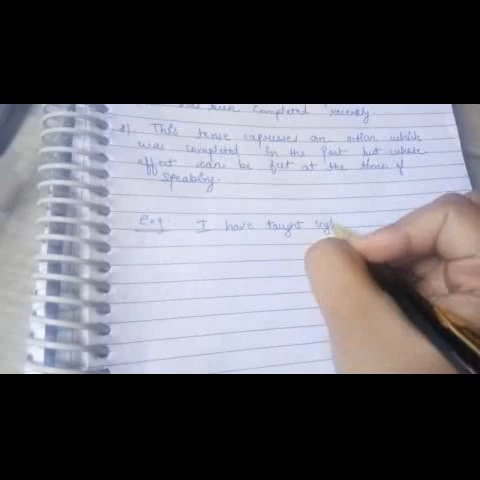 been completed recently
2) This tense expresses an action which
was completed in the past but whose
effect can be felt at the time of
speaking.
eng. I have taught